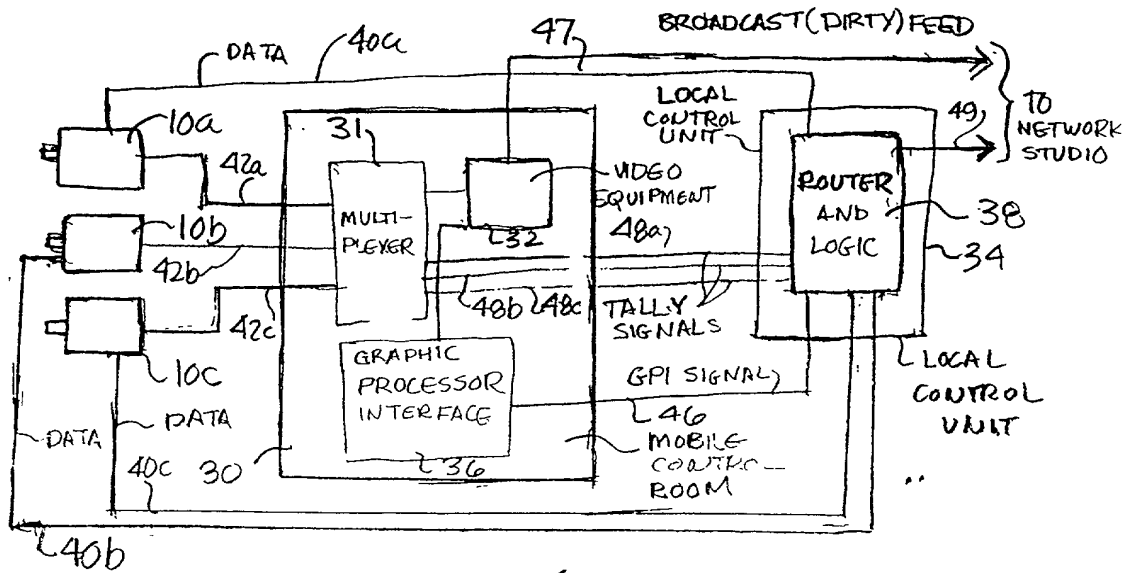 BROADCAST (DIRTY) FEED
47
DATA
40a
LOCAL
CONTROL
UNIT
49
TO
NETWORK
STUDIO
10a
31
42a
MULTI-
PLEXER
VIDEO
EQUIPMENT
32
ROUTER
AND
LOGIC
38
34
10b
42b
48a
48b
48c
TALLY
SIGNALS
42c
10c
GRAPHIC
PROCESSOR
INTERFACE
GPI SIGNAL
46
LOCAL
CONTROL
UNIT
DATA
DATA
30
36
MOBILE
CONTRO
ROOM
40c
40b